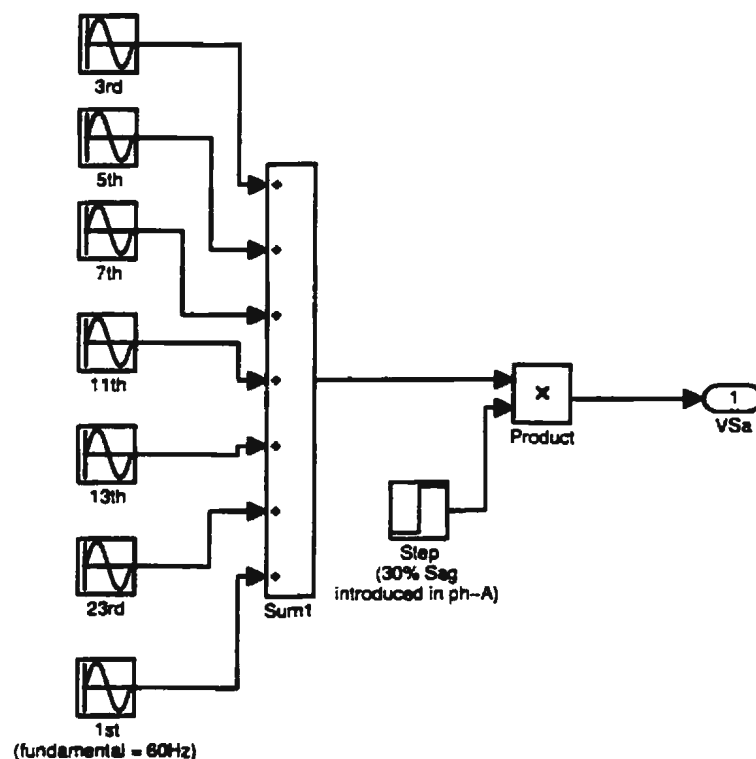 3rd
5th
7th
11th
13th
23rd
1st
(fundamental = 60Hz)
+
+
+
+
+
+
+
Sum1
×
Product
Step
(30% Sag
introduced in ph-A)
1
VSa